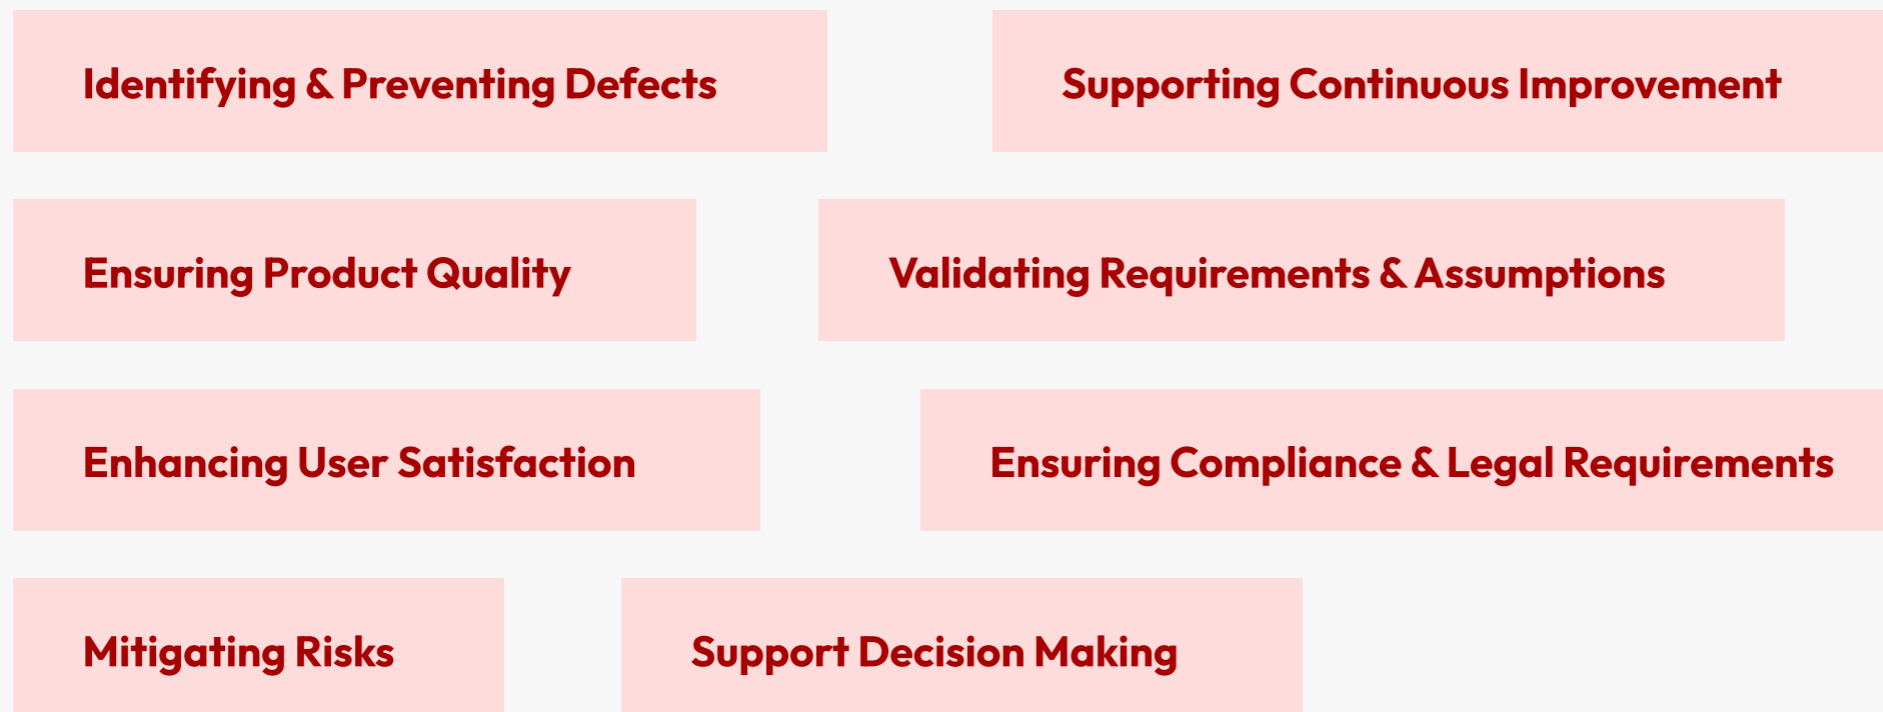 Identifying & Preventing Defects
Supporting Continuous Improvement
Ensuring Product Quality
Validating Requirements & Assumptions
Enhancing User Satisfaction
Ensuring Compliance & Legal Requirements
Mitigating Risks
Support Decision Making